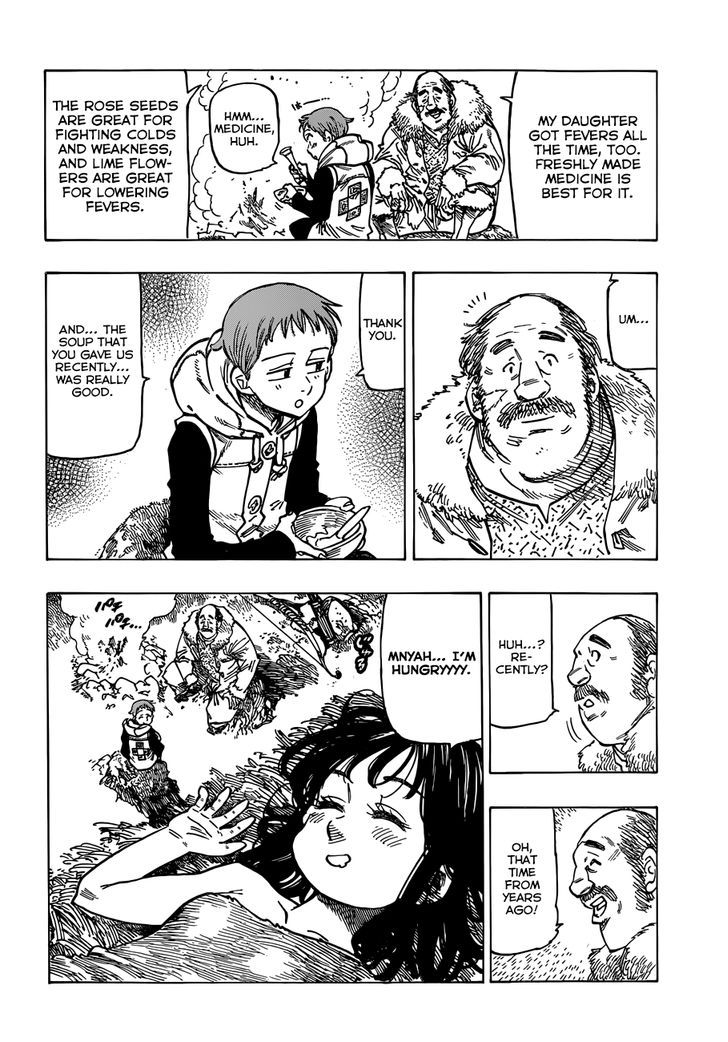 MY DAUGHTER
GOT FEVERS ALL
THE TIME, TOO.
FRESHLY MADE
MEDICINE IS
BEST FOR IT.
HMM...
MEDICINE,
HUH.
THE ROSE SEEDS
ARE GREAT FOR
FIGHTING COLDS
AND WEAKNESS,
AND LIME FLOW-
ERS ARE GREAT
FOR LOWERING
FEVERS.
UM...
THANK
YOU.
AND... THE
SOUP THAT
YOU GAVE US
RECENTLY...
WAS REALLY
GOOD.
HUH...?
RE-
CENTLY?
OH,
THAT
TIME
FROM
YEARS
AGO!
MNYAH... I'M
HUNGRYYYY.